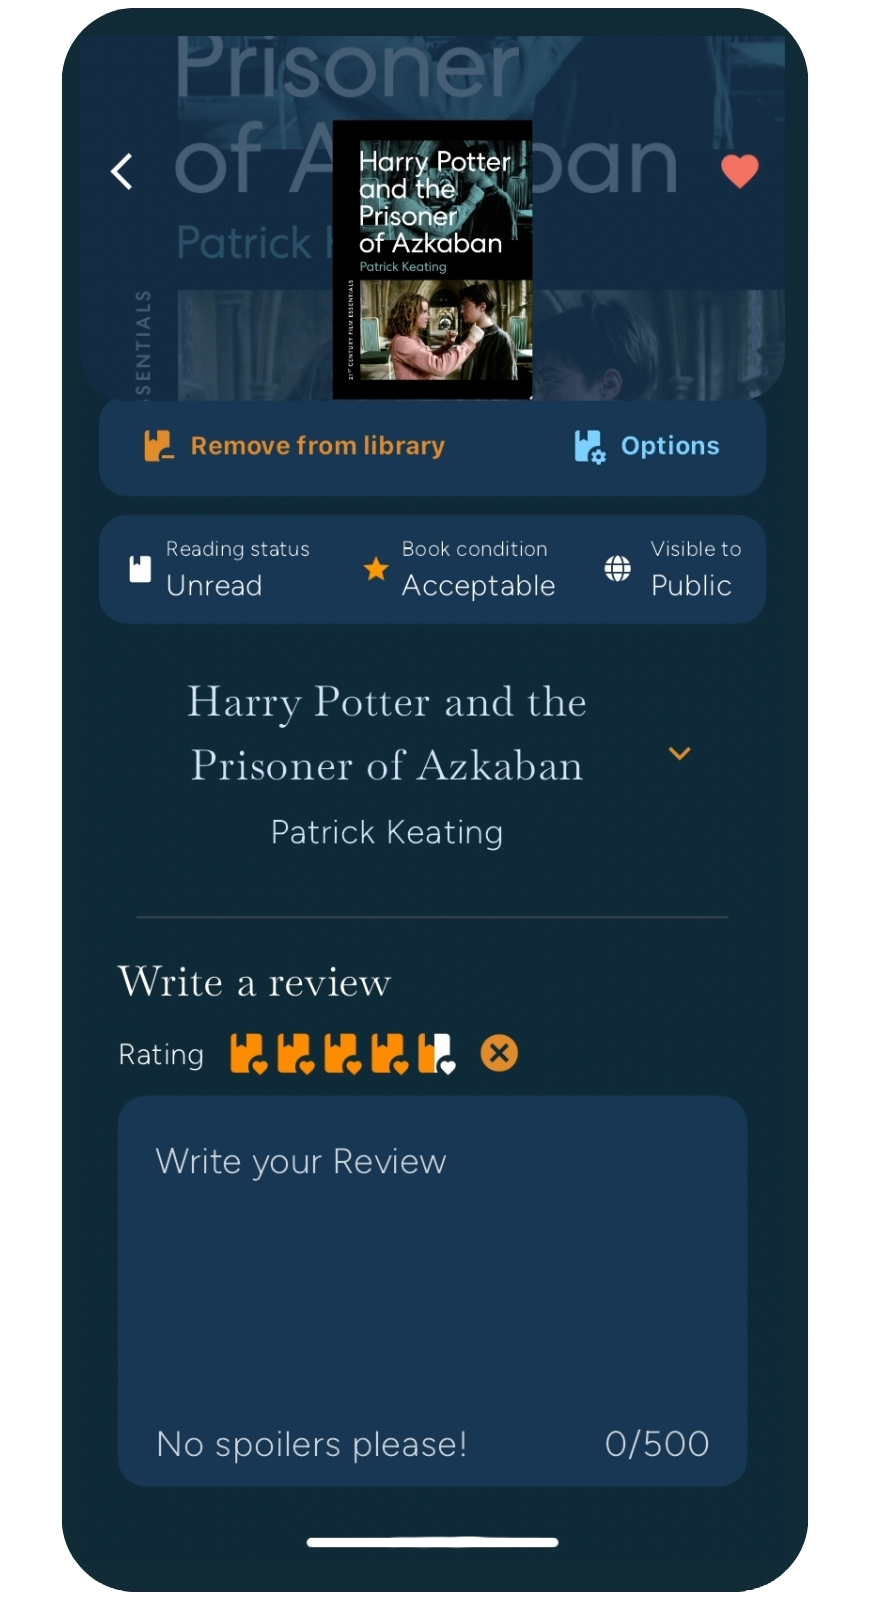 Prisoner
of A
ban
Patrick
SENTIALS
Harry Potter
and the
Prisoner
of Azkaban
Patrick Keating
21ST CENTURY FILM ESSENTIALS
Remove from library
Options
Reading status
Unread
Book condition
Acceptable
Visible to
Public
Harry Potter and the
Prisoner of Azkaban
Patrick Keating
Write a review
Rating
Write your Review
No spoilers please!
0/500